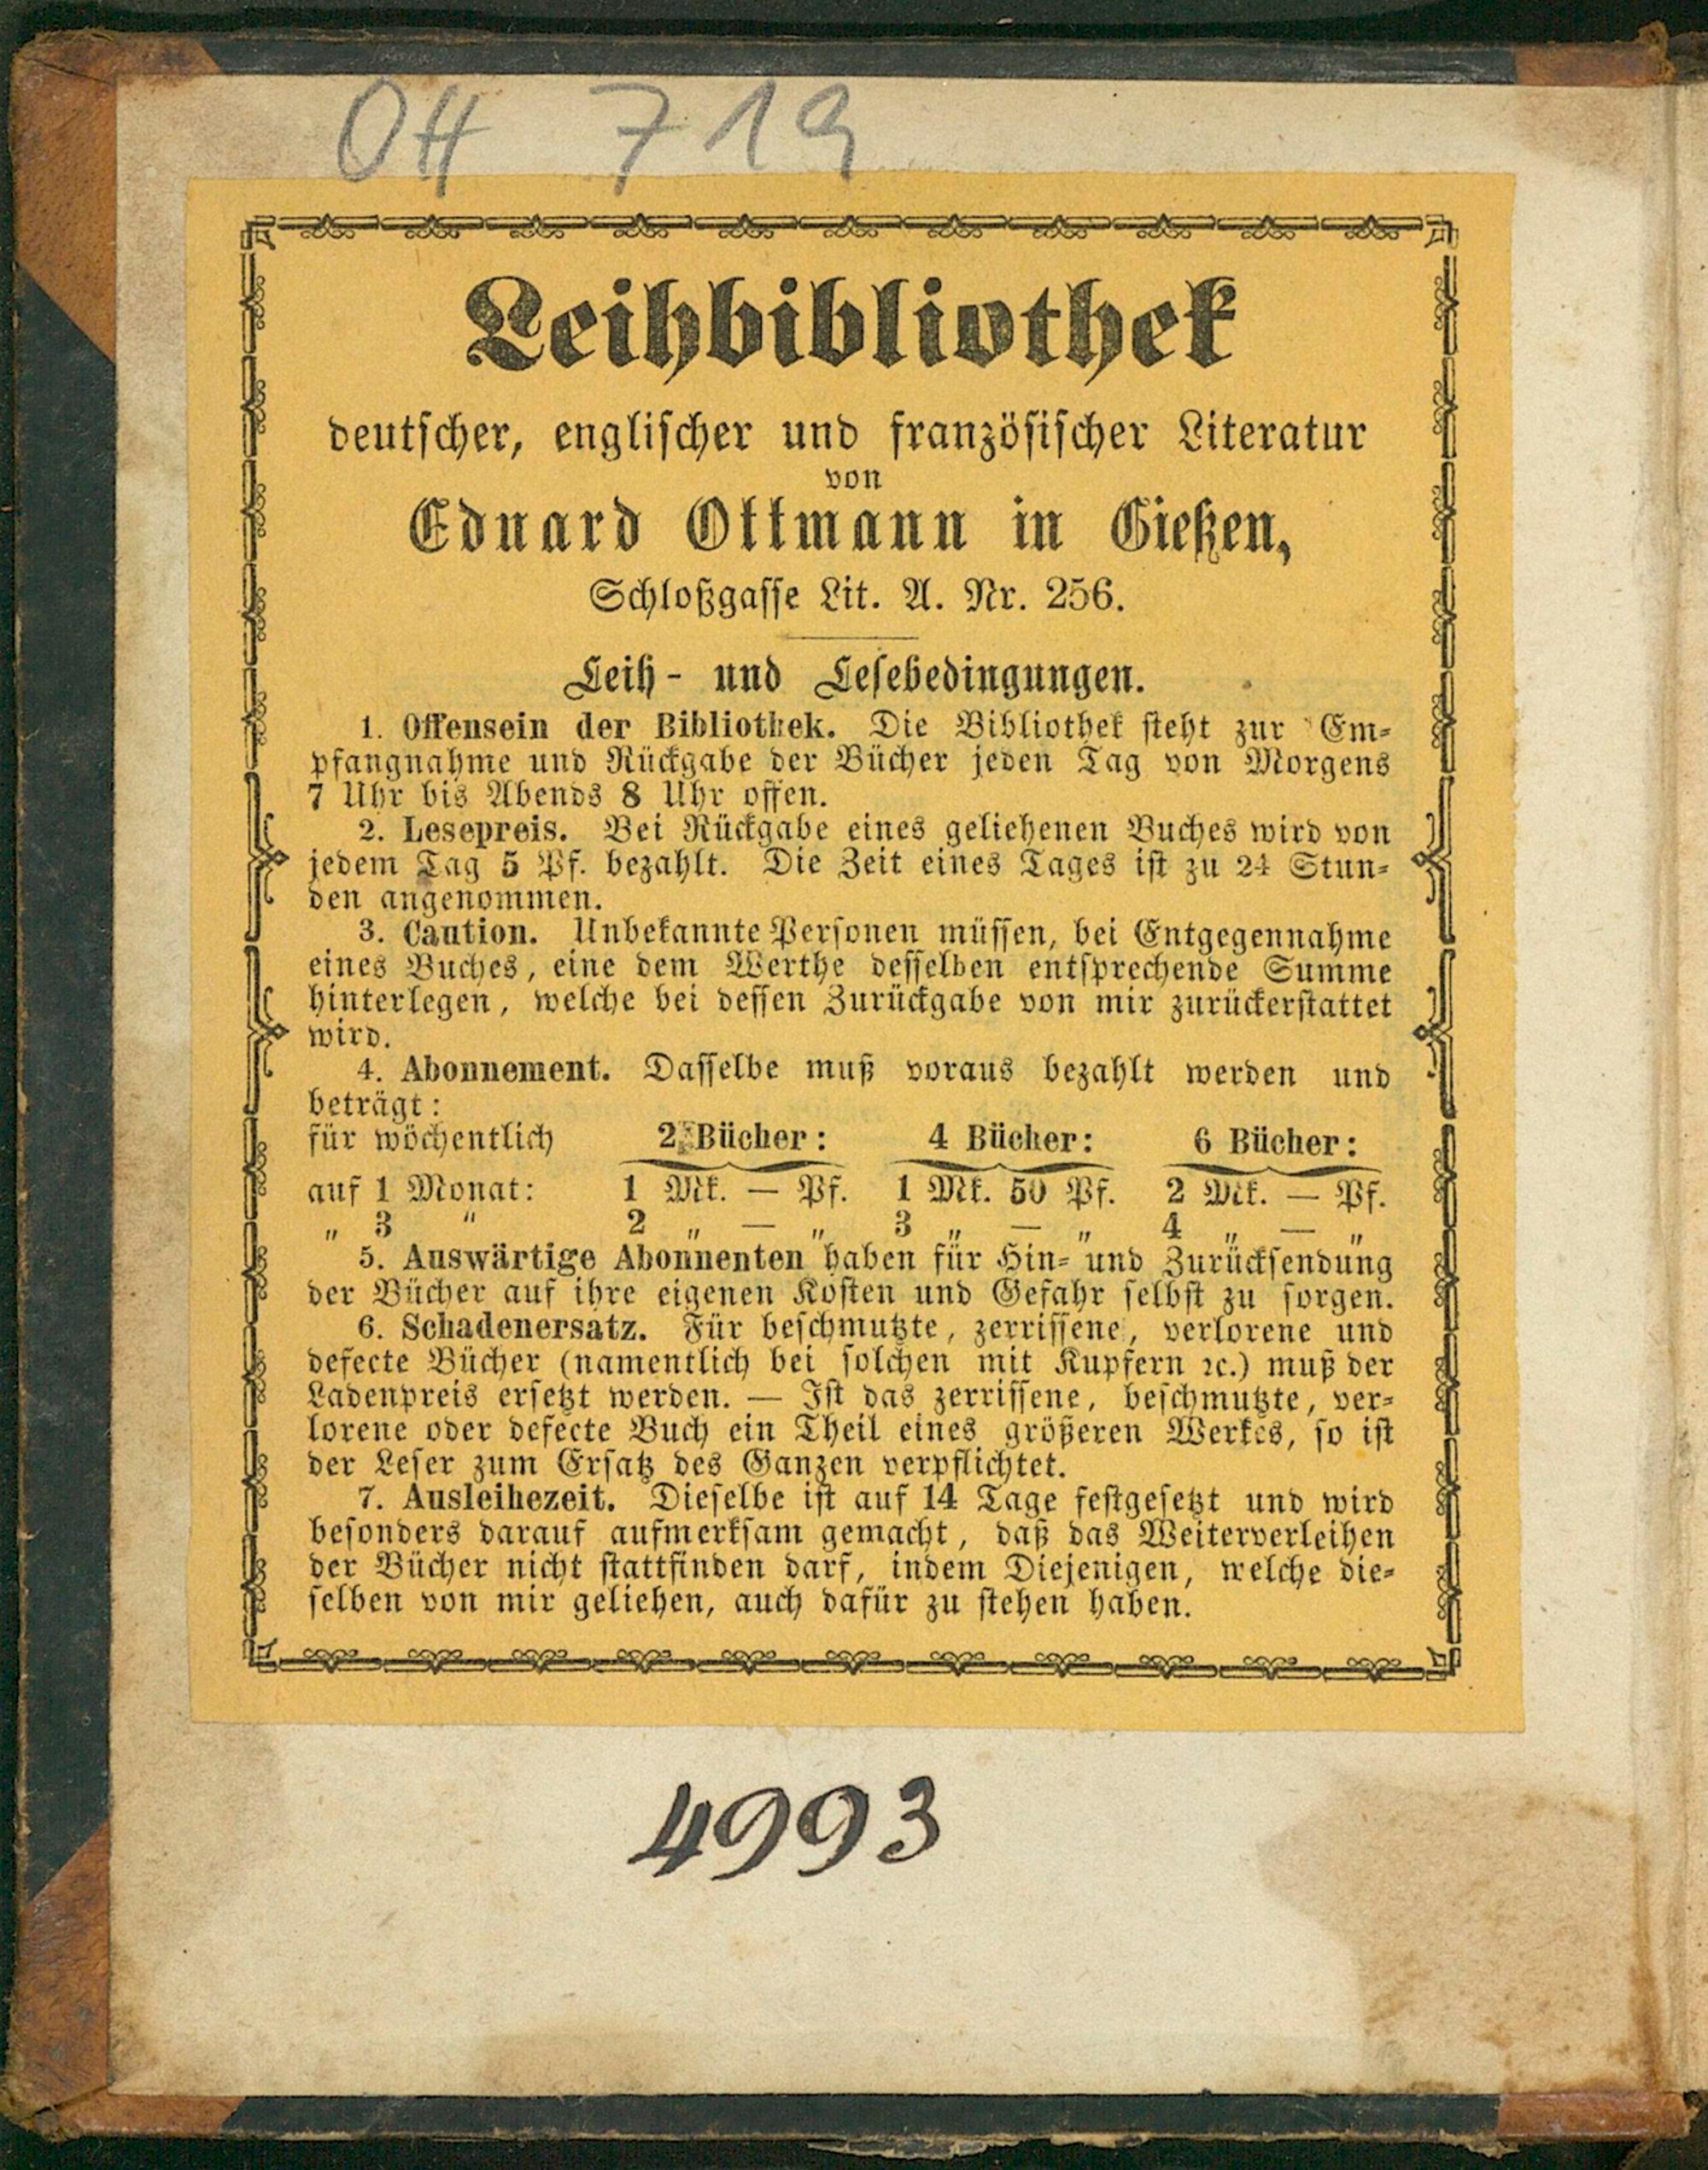 OH 719
Leihbibliothek
deutscher, englischer und französischer Literatur
von
Eduard Ottmann in Gießen,
Schloßgasse Lit. A. Nr. 256.
Leih- und Lesebedingungen.
1. Offensein der Bibliothek. Die Bibliothek steht zur Em-
pfangnahme und Rückgabe der Bücher jeden Tag von Morgens
7 Uhr bis Abends 8 Uhr offen.
2. Lesepreis. Bei Rückgabe eines geliehenen Buches wird von
jedem Tag 5 Pf. bezahlt. Die Zeit eines Tages ist zu 24 Stun-
den angenommen.
3. Caution. Unbekannte Personen müssen, bei Entgegennahme
eines Buches, eine dem Werthe desselben entsprechende Summe
hinterlegen, welche bei dessen Zurückgabe von mir zurückerstattet
wird.
4. Abonnement. Dasselbe muß voraus bezahlt werden und
beträgt:
für wöchentlich 2 Bücher: 4 Bücher: 6 Bücher:
auf 1 Monat: 1 Mk. — Pf. 1 Mk. 50 Pf. 2 Mk. — Pf.
„ 3 „ 2 „ — „ 3 „ — „ 4 „ — „
5. Auswärtige Abonnenten haben für Hin- und Zurücksendung
der Bücher auf ihre eigenen Kosten und Gefahr selbst zu sorgen.
6. Schadenersatz. Für beschmutzte, zerrissene, verlorene und
defecte Bücher (namentlich bei solchen mit Kupfern ꝛc.) muß der
Ladenpreis ersetzt werden. — Ist das zerrissene, beschmutzte, ver-
lorene oder defecte Buch ein Theil eines größeren Werkes, so ist
der Leser zum Ersatz des Ganzen verpflichtet.
7. Ausleihezeit. Dieselbe ist auf 14 Tage festgesetzt und wird
besonders darauf aufmerksam gemacht, daß das Weiterverleihen
der Bücher nicht stattfinden darf, indem Diejenigen, welche die-
selben von mir geliehen, auch dafür zu stehen haben.
4993